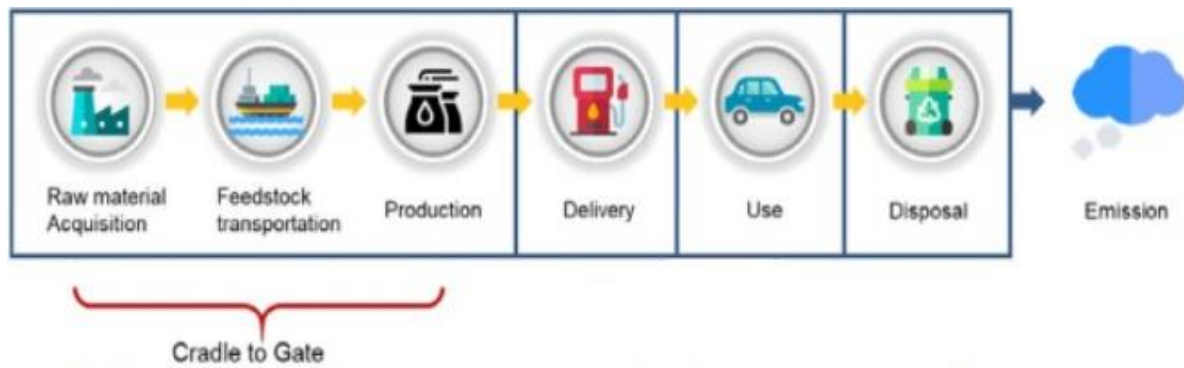 Raw material
Acquisition
Feedstock
transportation
Production
Delivery
Use
Disposal
Emission
Cradle to Gate